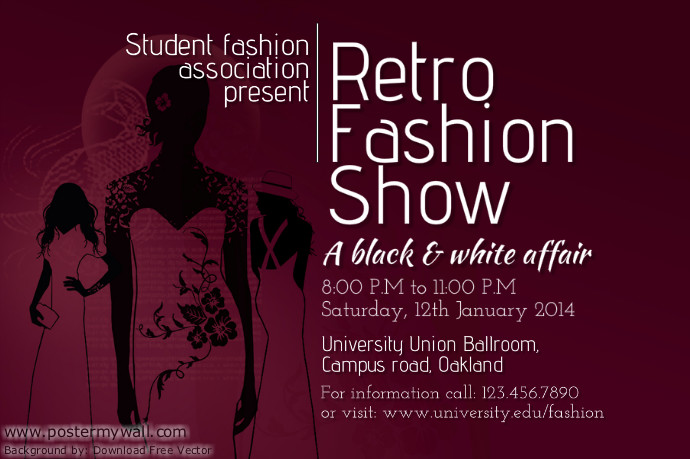 Student fashion
association
present
Retro
Fashion
Show
A black & white affair
8:00 P.M to 11:00 P.M
Saturday, 12th January 2014
University Union Ballroom,
Campus road, Oakland
For information call: 123.456.7890
or visit: www.university.edu/fashion
www.postermywall.com
Background by: Download Free Vector